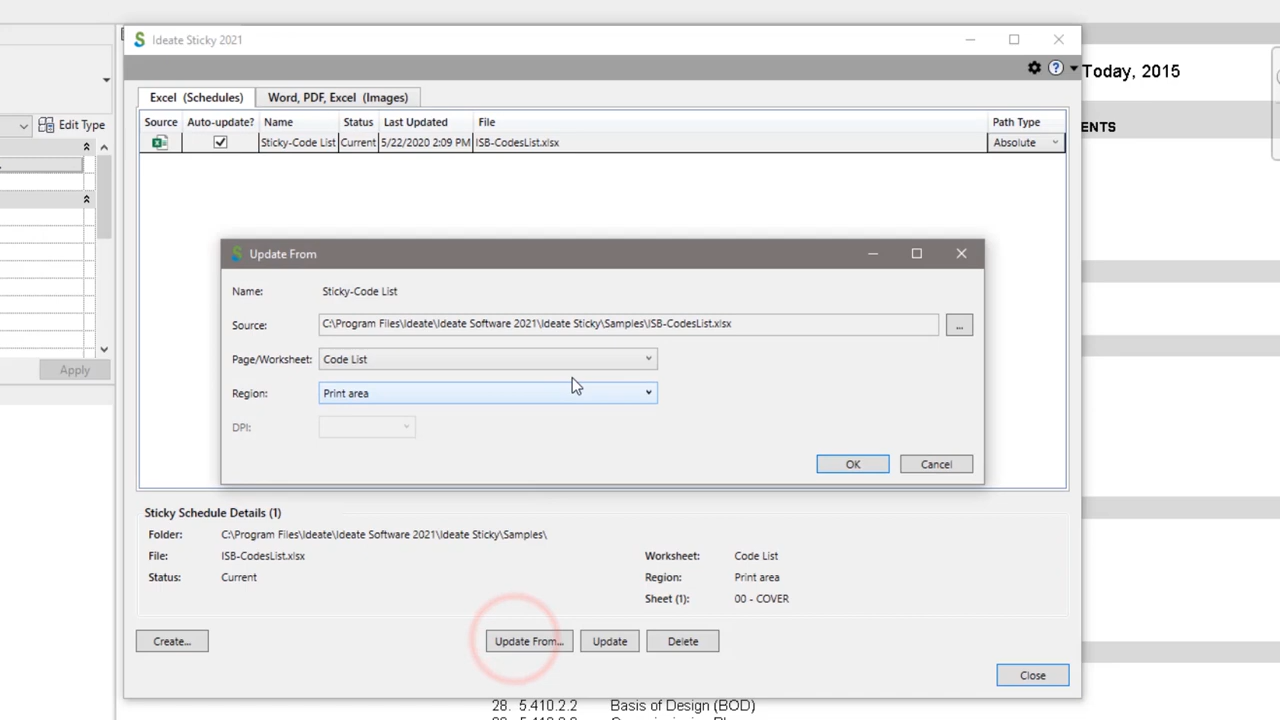 Ideate Sticky 2021
Today, 2015
Excel (Schedules)
Word, PDF, Excel (Images)
Edit Type
Source Auto-update? Name Status Last Updated File Path Type
ENTS
Sticky-Code List Current 5/22/2020 2:09 PM ISB-CodesList.xlsx Absolute
Update From
Name: Sticky-Code List
Source: C:\Program Files\Ideate\Ideate Software 2021\Ideate Sticky\Samples\ISB-CodesList.xlsx ...
Page/Worksheet: Code List
Apply
Region: Print area
DPI:
OK Cancel
Sticky Schedule Details (1)
Folder: C:\Program Files\Ideate\Ideate Software 2021\Ideate Sticky\Samples\
File: ISB-CodesList.xlsx Worksheet: Code List
Status: Current Region: Print area
Sheet (1): 00 - COVER
Create... Update From... Update Delete
Close
28. 5.410.2.2 Basis of Design (BOD)